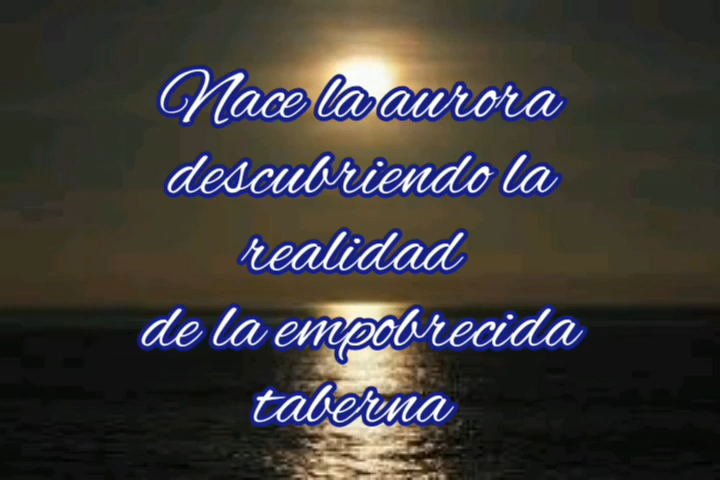 Nace la aurora
descubriendo la
realidad
de la empobrecida
taberna